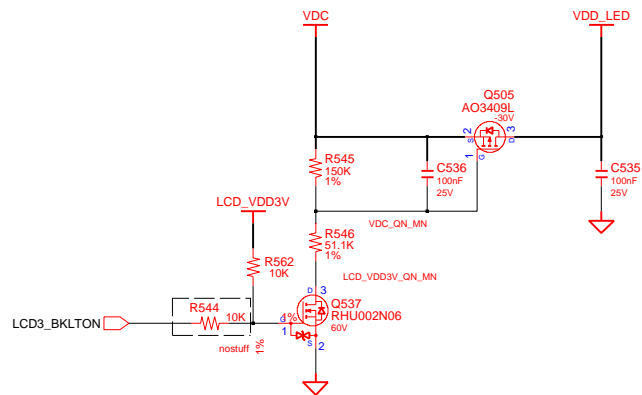 VDC
VDD_LED
Q505
AO3409L
-30V
2
S
3
D
1
G
R545
150K
1%
C536
100nF
25V
C535
100nF
25V
LCD_VDD3V
VDC_QN_MN
R546
51.1K
1%
R562
10K
LCD_VDD3V_QN_MN
D
3
Q537
RHU002N06
60V
R544
10K
LCD3_BKLTON
G
1%
1
S
2
nostuff
1%